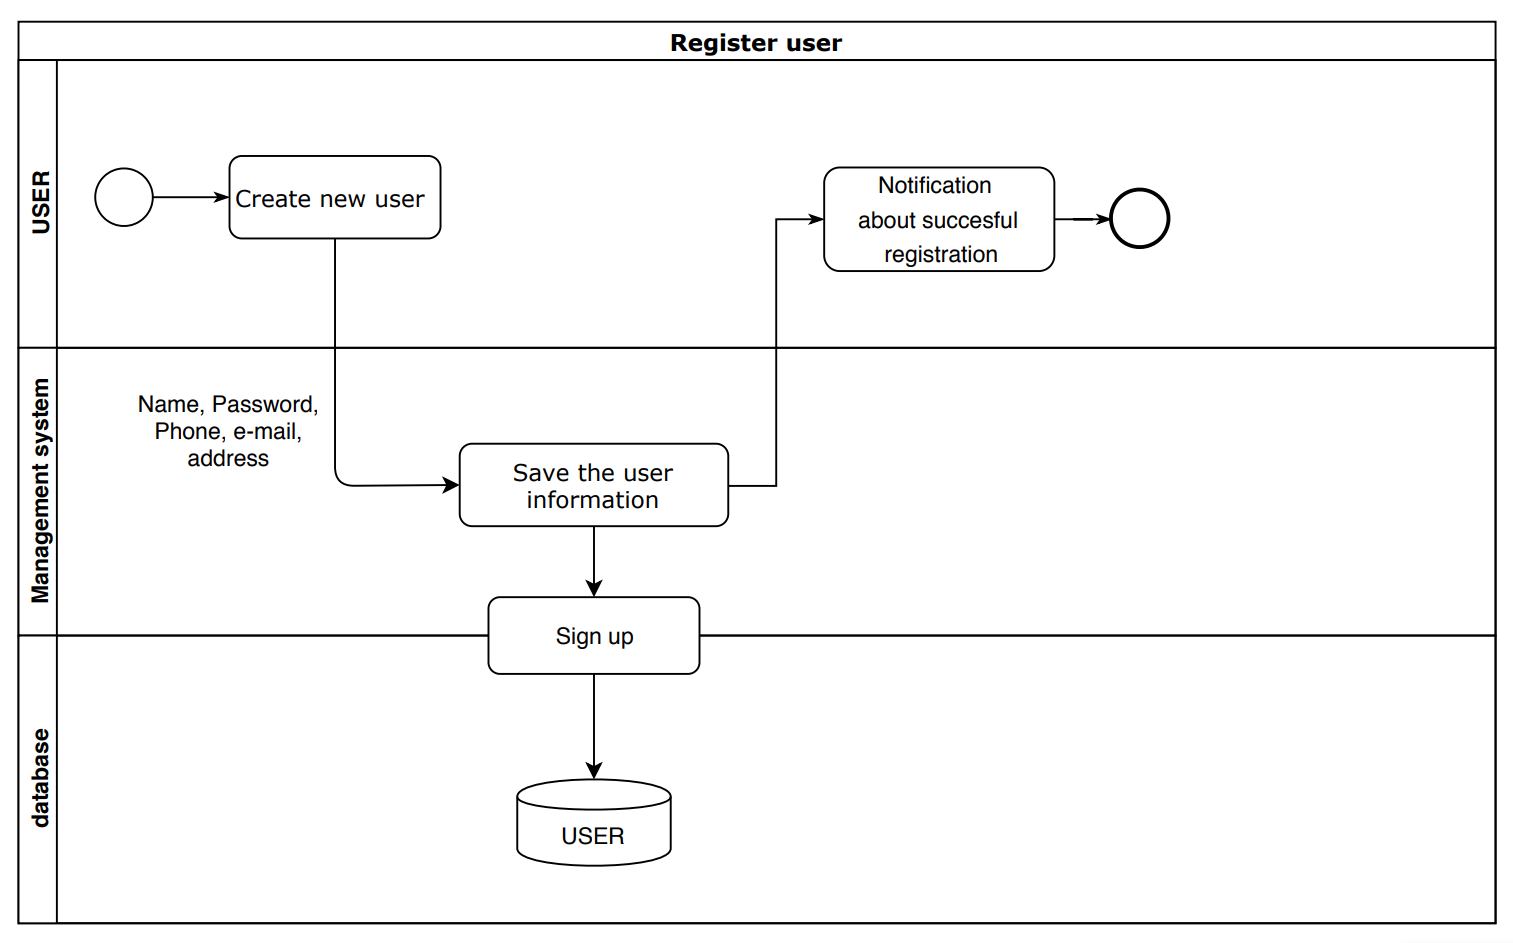 Register user
USER
Create new user
Notification
about succesful
registration
Management system
Name, Password,
Phone, e-mail,
address
Save the user
information
Sign up
database
USER